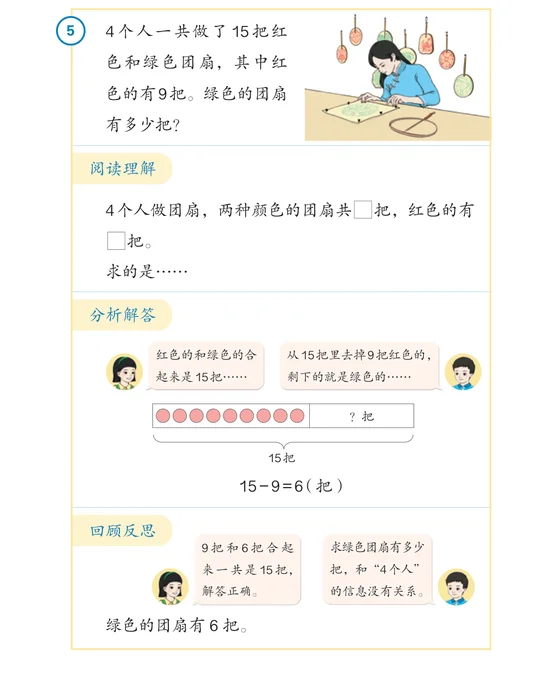 5
4个人一共做了15把红
色和绿色团扇，其中红
色的有9把。绿色的团扇
有多少把？
阅读理解
4个人做团扇，两种颜色的团扇共□把，红色的有
□把。
求的是……
分析解答
红色的和绿色的合
起来是15把……
从15把里去掉9把红色的，
剩下的就是绿色的……
？把
15把
15-9=6（把）
回顾反思
9把和6把合起
来一共是15把，
解答正确。
求绿色团扇有多少
把，和“4个人”
的信息没有关系。
绿色的团扇有6把。